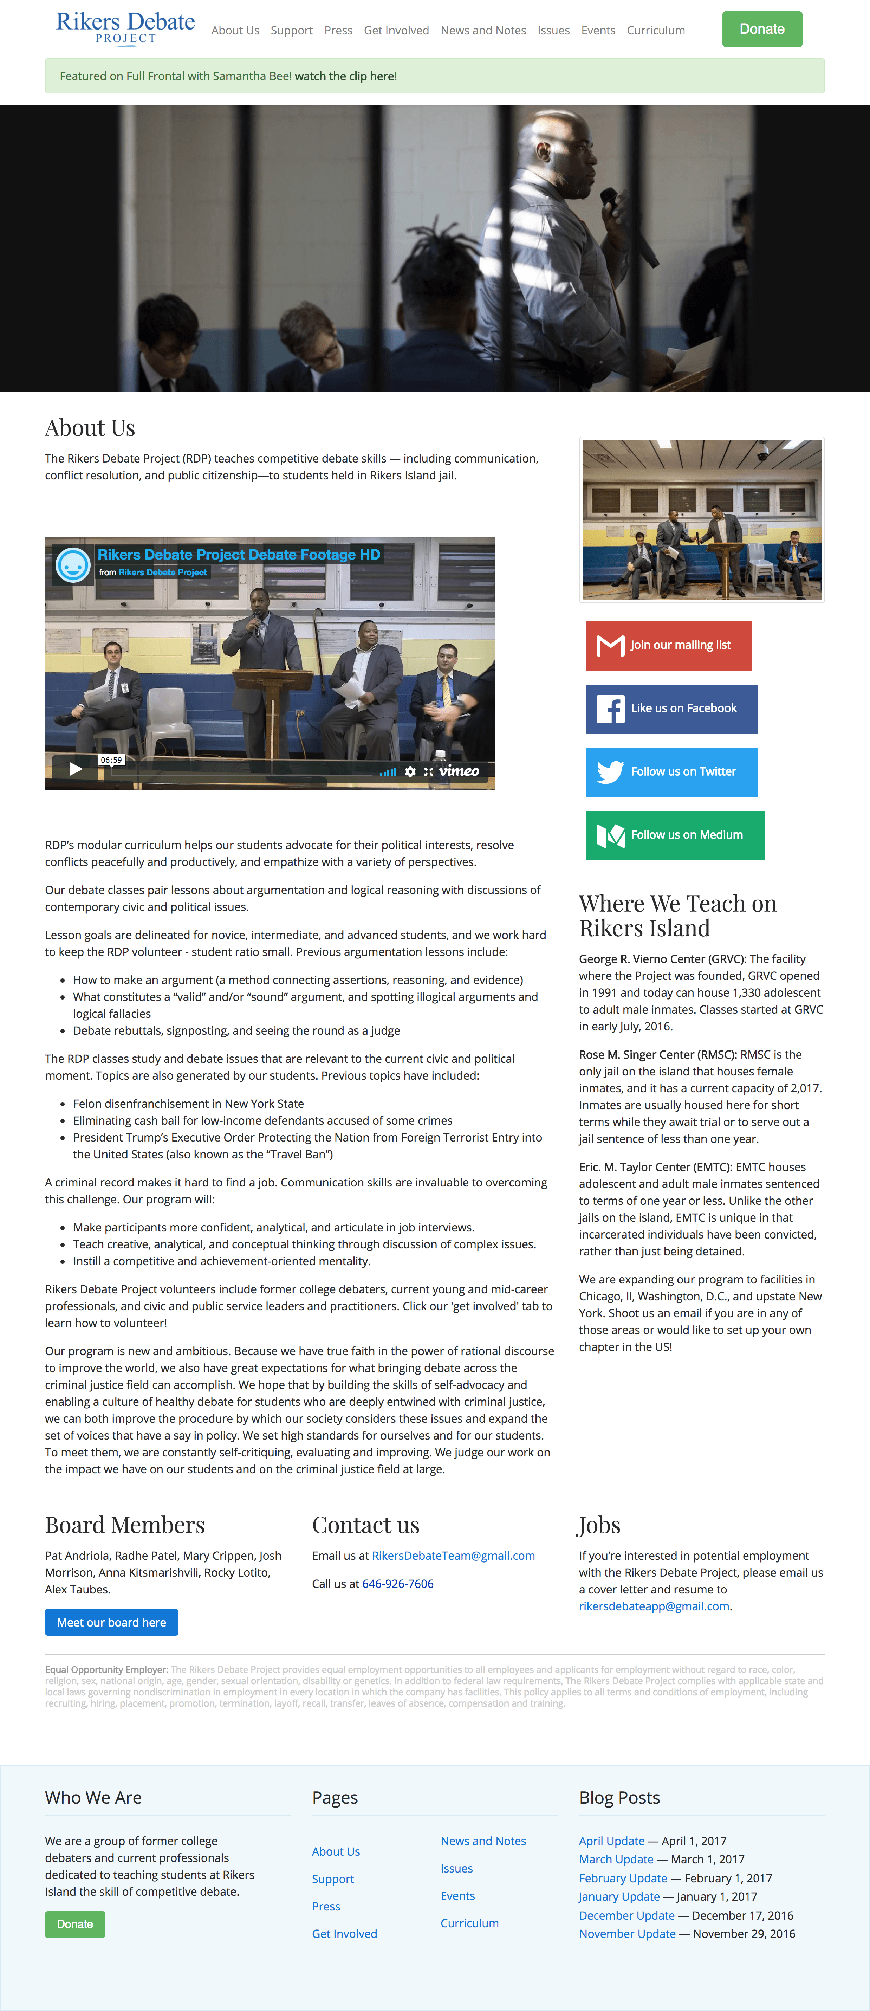 Rikers Debate
PROJECT
About Us Support Press Get Involved News and Notes Issues Events Curriculum
Donate
Featured on Full Frontal with Samantha Bee! watch the clip here!
About Us
The Rikers Debate Project (RDP) teaches competitive debate skills — including communication,
conflict resolution, and public citizenship—to students held in Rikers Island jail.
Rikers Debate Project Debate Footage HD
from Rikers Debate Project
06:59
vimeo
RDP's modular curriculum helps our students advocate for their political interests, resolve
conflicts peacefully and productively, and empathize with a variety of perspectives.
Our debate classes pair lessons about argumentation and logical reasoning with discussions of
contemporary civic and political issues.
Lesson goals are delineated for novice, intermediate, and advanced students, and we work hard
to keep the RDP volunteer - student ratio small. Previous argumentation lessons include:
• How to make an argument (a method connecting assertions, reasoning, and evidence)
• What constitutes a “valid” and/or “sound” argument, and spotting illogical arguments and
logical fallacies
• Debate rebuttals, signposting, and seeing the round as a judge
The RDP classes study and debate issues that are relevant to the current civic and political
moment. Topics are also generated by our students. Previous topics have included:
• Felon disenfranchisement in New York State
• Eliminating cash bail for low-income defendants accused of some crimes
• President Trump's Executive Order Protecting the Nation from Foreign Terrorist Entry into
the United States (also known as the “Travel Ban”)
A criminal record makes it hard to find a job. Communication skills are invaluable to overcoming
this challenge. Our program will:
• Make participants more confident, analytical, and articulate in job interviews.
• Teach creative, analytical, and conceptual thinking through discussion of complex issues.
• Instill a competitive and achievement-oriented mentality.
Rikers Debate Project volunteers include former college debaters, current young and mid-career
professionals, and civic and public service leaders and practitioners. Click our 'get involved' tab to
learn how to volunteer!
Our program is new and ambitious. Because we have true faith in the power of rational discourse
to improve the world, we also have great expectations for what bringing debate across the
criminal justice field can accomplish. We hope that by building the skills of self-advocacy and
enabling a culture of healthy debate for students who are deeply entwined with criminal justice,
we can both improve the procedure by which our society considers these issues and expand the
set of voices that have a say in policy. We set high standards for ourselves and for our students.
To meet them, we are constantly self-critiquing, evaluating and improving. We judge our work on
the impact we have on our students and on the criminal justice field at large.
Join our mailing list
Like us on Facebook
Follow us on Twitter
Follow us on Medium
Where We Teach on
Rikers Island
George R. Vierno Center (GRVC): The facility
where the Project was founded, GRVC opened
in 1991 and today can house 1,330 adolescent
to adult male inmates. Classes started at GRVC
in early July, 2016.
Rose M. Singer Center (RMSC): RMSC is the
only jail on the island that houses female
inmates, and it has a current capacity of 2,017.
Inmates are usually housed here for short
terms while they await trial or to serve out a
jail sentence of less than one year.
Eric. M. Taylor Center (EMTC): EMTC houses
adolescent and adult male inmates sentenced
to terms of one year or less. Unlike the other
jails on the island, EMTC is unique in that
incarcerated individuals have been convicted,
rather than just being detained.
We are expanding our program to facilities in
Chicago, Il, Washington, D.C., and upstate New
York. Shoot us an email if you are in any of
those areas or would like to set up your own
chapter in the US!
Board Members
Pat Andriola, Radhe Patel, Mary Crippen, Josh
Morrison, Anna Kitsmarishvili, Rocky Lotito,
Alex Taubes.
Meet our board here
Contact us
Email us at RikersDebateTeam@gmail.com
Call us at 646-926-7606
Jobs
If you're interested in potential employment
with the Rikers Debate Project, please email us
a cover letter and resume to
rikersdebateapp@gmail.com.
Equal Opportunity Employer: The Rikers Debate Project provides equal employment opportunities to all employees and applicants for employment without regard to race, color,
religion, sex, national origin, age, gender, sexual orientation, disability or genetics. In addition to federal law requirements, The Rikers Debate Project complies with applicable state and
local laws governing nondiscrimination in employment in every location in which the company has facilities. This policy applies to all terms and conditions of employment, including
recruiting, hiring, placement, promotion, termination, layoff, recall, transfer, leaves of absence, compensation and training.
Who We Are
We are a group of former college
debaters and current professionals
dedicated to teaching students at Rikers
Island the skill of competitive debate.
Donate
Pages
About Us
Support
Press
Get Involved
News and Notes
Issues
Events
Curriculum
Blog Posts
April Update — April 1, 2017
March Update — March 1, 2017
February Update — February 1, 2017
January Update — January 1, 2017
December Update — December 17, 2016
November Update — November 29, 2016